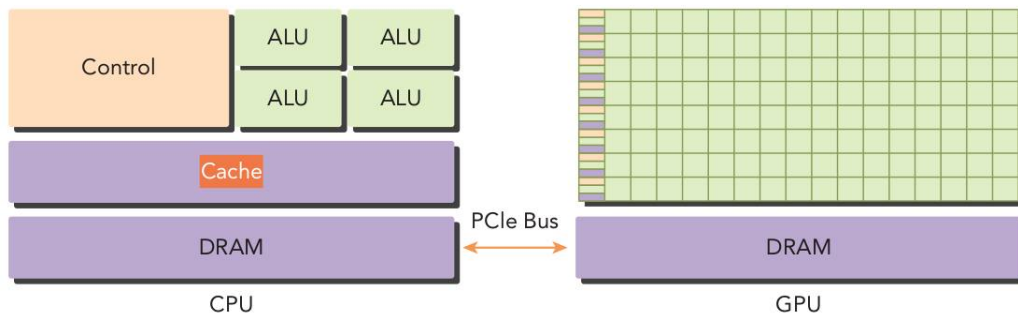 Control
ALU
ALU
ALU
ALU
Cache
DRAM
PCIe Bus
DRAM
CPU
GPU